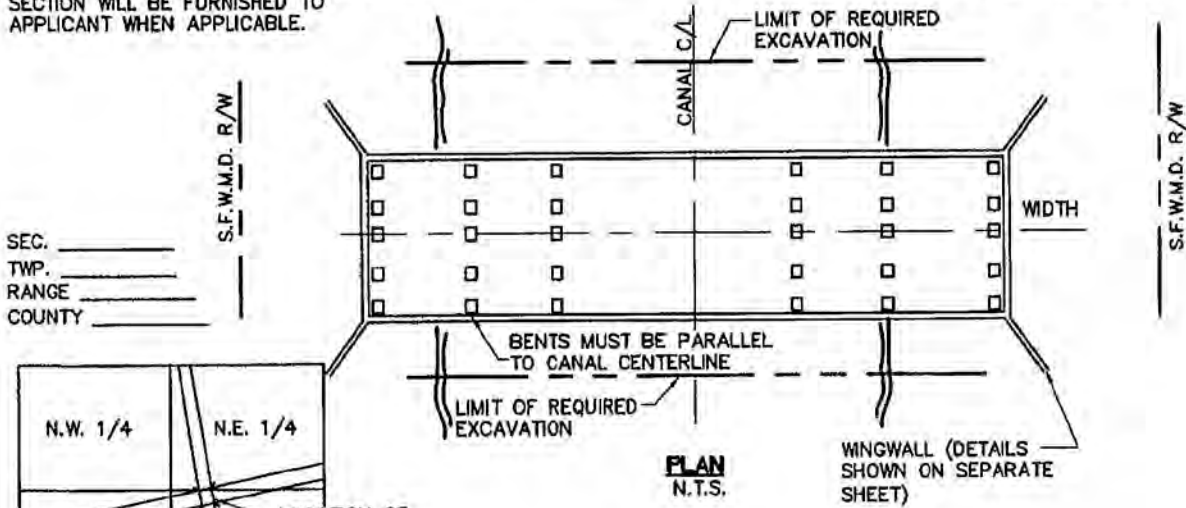 SECTION WILL BE FURNISHED TO
APPLICANT WHEN APPLICABLE.
LIMIT OF REQUIRED
EXCAVATION
CANAL C/L
S.F.W.M.D. R/W
S.F.W.M.D. R/W
WIDTH
SEC.
TWP.
RANGE
COUNTY
BENTS MUST BE PARALLEL
TO CANAL CENTERLINE
LIMIT OF REQUIRED
EXCAVATION
N.W. 1/4
N.E. 1/4
PLAN
N.T.S.
WINGWALL (DETAILS
SHOWN ON SEPARATE
SHEET)